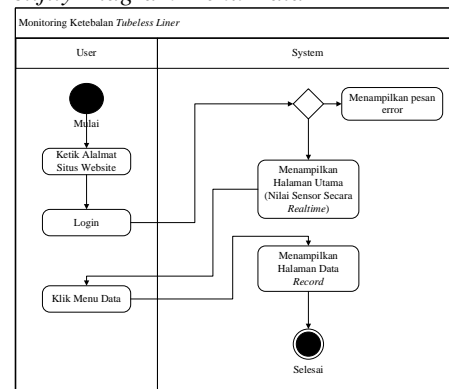 Monitoring Ketebalan Tubeless Liner
User
System
Mulai
Ketik Alalmat
Situs Website
Login
Menampilkan pesan
error
Menampilkan
Halaman Utama
(Nilai Sensor Secara
Realtime)
Klik Menu Data
Menampilkan
Halaman Data
Record
Selesai